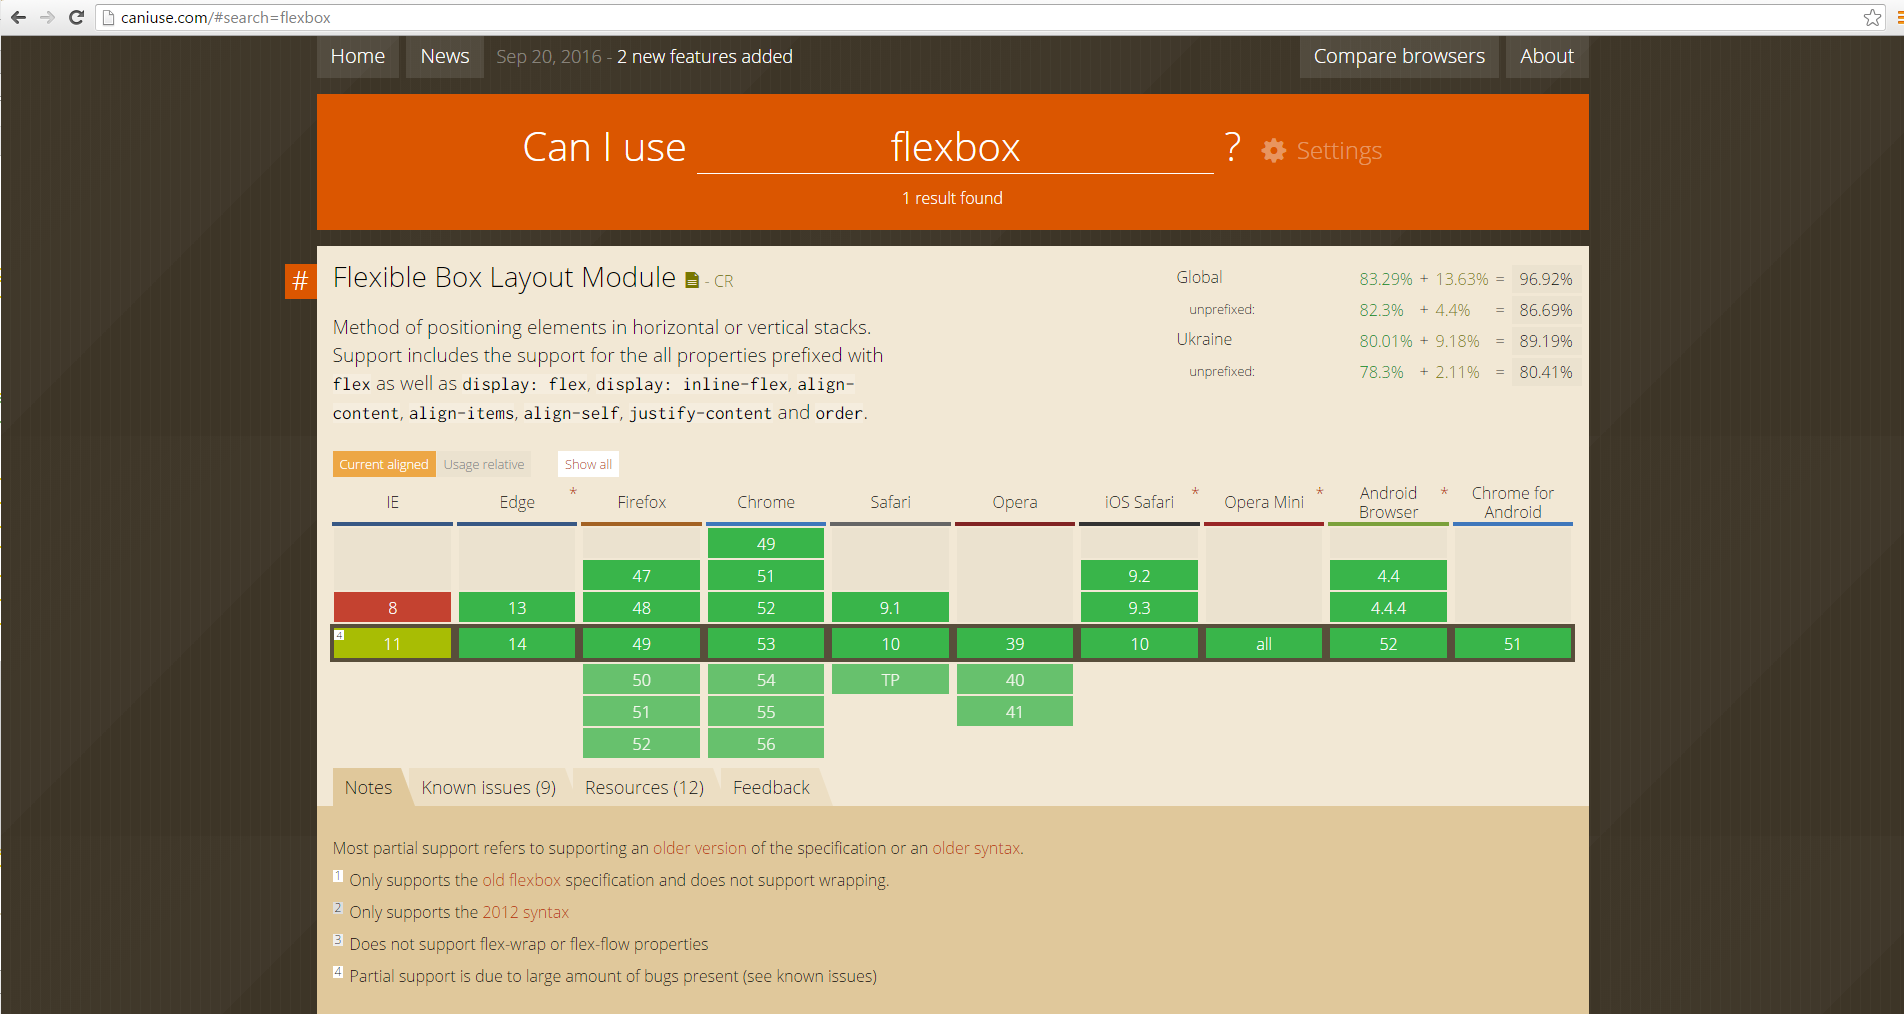 caniuse.com/#search=flexbox
Home News Sep 20, 2016 - 2 new features added Compare browsers About
Can I use flexbox ? Settings
1 result found
# Flexible Box Layout Module - CR
Method of positioning elements in horizontal or vertical stacks.
Support includes the support for the all properties prefixed with
flex as well as display: flex, display: inline-flex, align-
content, align-items, align-self, justify-content and order.
Global 83.29% + 13.63% = 96.92%
unprefixed: 82.3% + 4.4% = 86.69%
Ukraine 80.01% + 9.18% = 89.19%
unprefixed: 78.3% + 2.11% = 80.41%
Current aligned Usage relative Show all
IE Edge * Firefox Chrome Safari Opera iOS Safari * Opera Mini * Android Browser * Chrome for Android
49
47 51 9.2 4.4
8 13 48 52 9.1 9.3 4.4.4
4 11 14 49 53 10 39 10 all 52 51
50 54 TP 40
51 55 41
52 56
Notes Known issues (9) Resources (12) Feedback
Most partial support refers to supporting an older version of the specification or an older syntax.
1 Only supports the old flexbox specification and does not support wrapping.
2 Only supports the 2012 syntax
3 Does not support flex-wrap or flex-flow properties
4 Partial support is due to large amount of bugs present (see known issues)